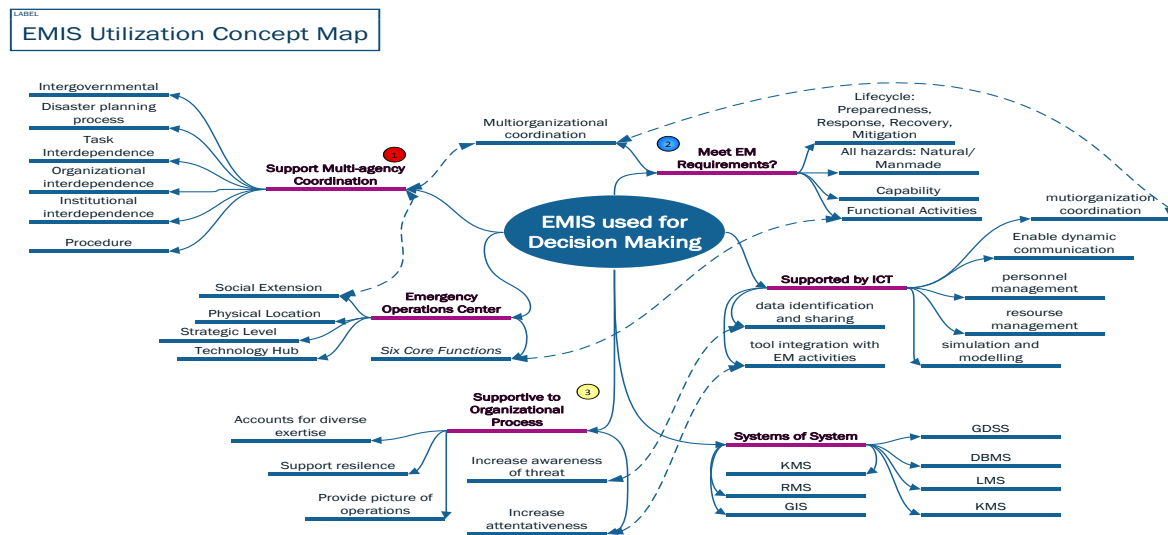 LABEL
EMIS Utilization Concept Map
Intergovernmental
Disaster planning
process
Task
Interdependence
Organizational
interdependence
Institutional
interdependence
Procedure
1
Support Multi-agency
Coordination
Multiorganizational
coordination
2
Meet EM
Requirements?
Lifecycle:
Preparedness,
Response, Recovery,
Mitigation
All hazards: Natural/
Manmade
Capability
Functional Activities
EMIS used for
Decision Making
mutiorganization
coordination
Enable dynamic
communication
personnel
management
resourse
management
simulation and
modelling
Supported by ICT
data identification
and sharing
tool integration with
EM activities
Social Extension
Physical Location
Strategic Level
Technology Hub
Emergency
Operations Center
Six Core Functions
3
Supportive to
Organizational
Process
Accounts for diverse
exertise
Support resilence
Provide picture of
operations
Increase awareness
of threat
Increase
attentativeness
Systems of System
KMS
RMS
GIS
GDSS
DBMS
LMS
KMS